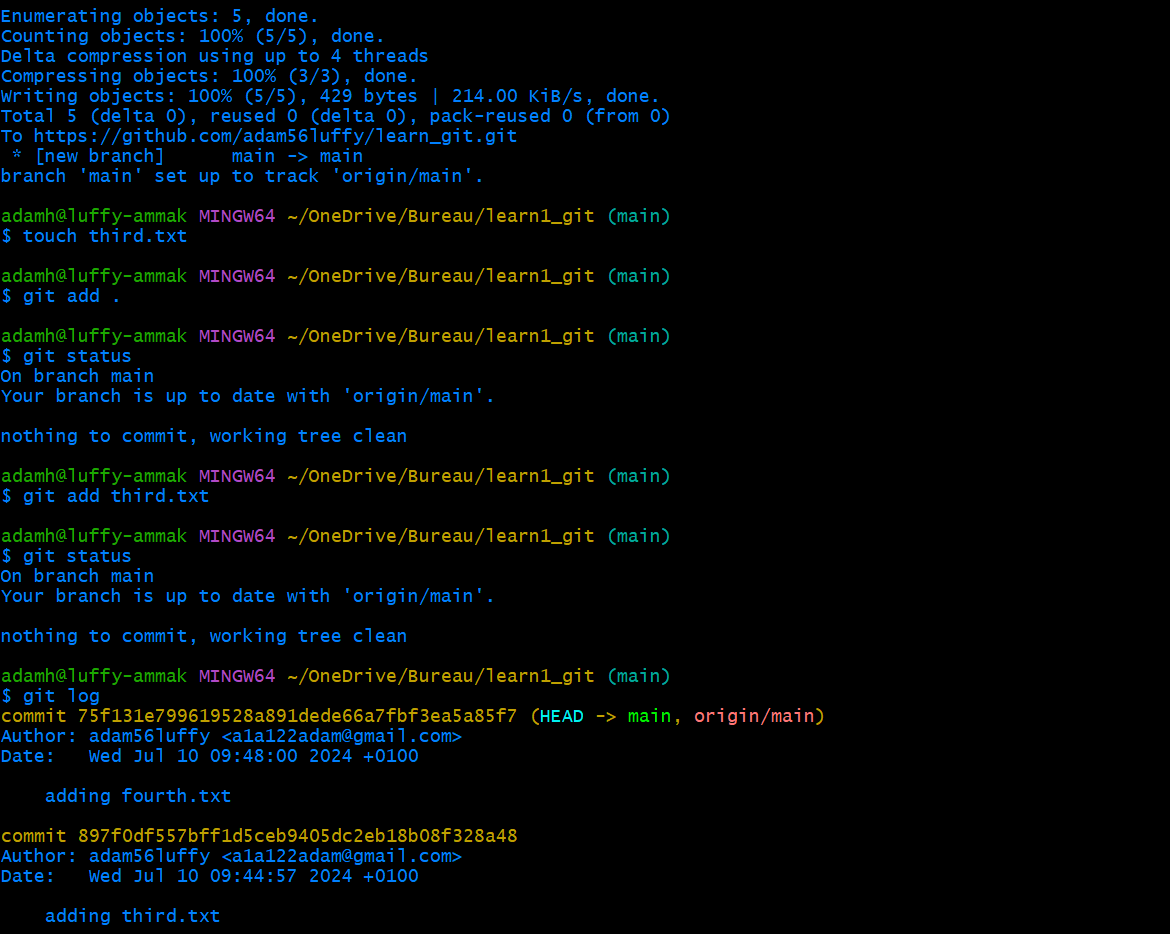 Enumerating objects: 5, done.
Counting objects: 100% (5/5), done.
Delta compression using up to 4 threads
Compressing objects: 100% (3/3), done.
Writing objects: 100% (5/5), 429 bytes | 214.00 KiB/s, done.
Total 5 (delta 0), reused 0 (delta 0), pack-reused 0 (from 0)
To https://github.com/adam56luffy/learn_git.git
 * [new branch]      main -> main
branch 'main' set up to track 'origin/main'.
adamh@luffy-ammak MINGW64 ~/OneDrive/Bureau/learn1_git (main)
$ touch third.txt
adamh@luffy-ammak MINGW64 ~/OneDrive/Bureau/learn1_git (main)
$ git add .
adamh@luffy-ammak MINGW64 ~/OneDrive/Bureau/learn1_git (main)
$ git status
On branch main
Your branch is up to date with 'origin/main'.
nothing to commit, working tree clean
adamh@luffy-ammak MINGW64 ~/OneDrive/Bureau/learn1_git (main)
$ git add third.txt
adamh@luffy-ammak MINGW64 ~/OneDrive/Bureau/learn1_git (main)
$ git status
On branch main
Your branch is up to date with 'origin/main'.
nothing to commit, working tree clean
adamh@luffy-ammak MINGW64 ~/OneDrive/Bureau/learn1_git (main)
$ git log
commit 75f131e799619528a891dede66a7fbf3ea5a85f7 (HEAD -> main, origin/main)
Author: adam56luffy <a1a122adam@gmail.com>
Date:   Wed Jul 10 09:48:00 2024 +0100
    adding fourth.txt
commit 897f0df557bff1d5ceb9405dc2eb18b08f328a48
Author: adam56luffy <a1a122adam@gmail.com>
Date:   Wed Jul 10 09:44:57 2024 +0100
    adding third.txt